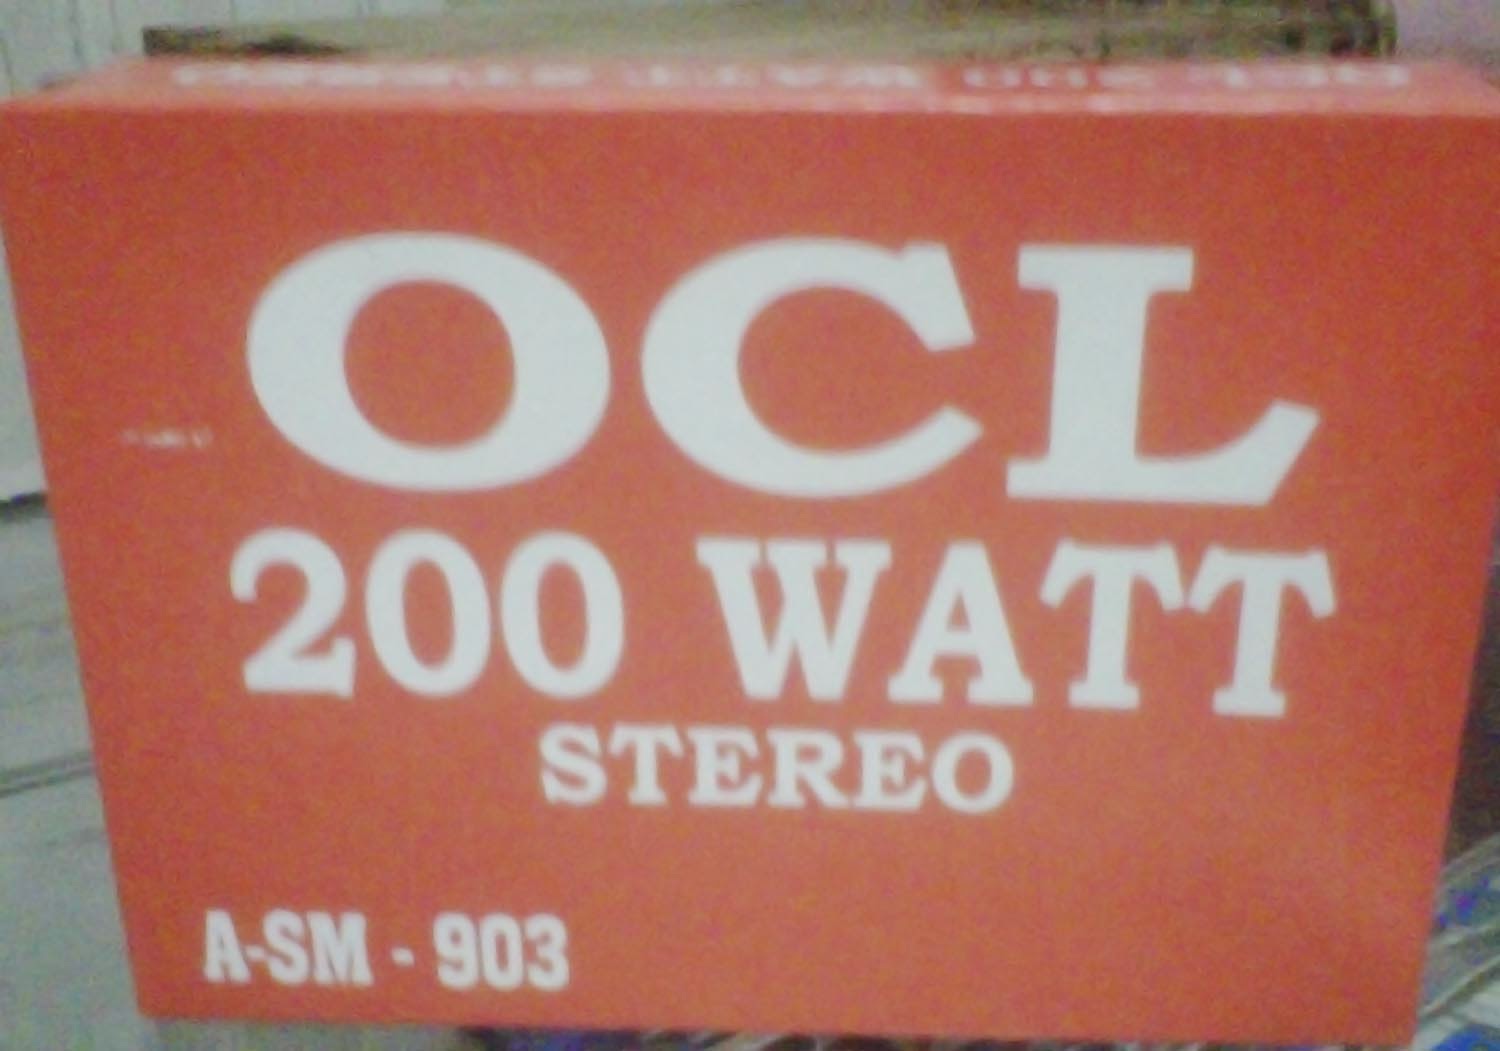 OCL
200 WATT
STEREO
A-SM - 903